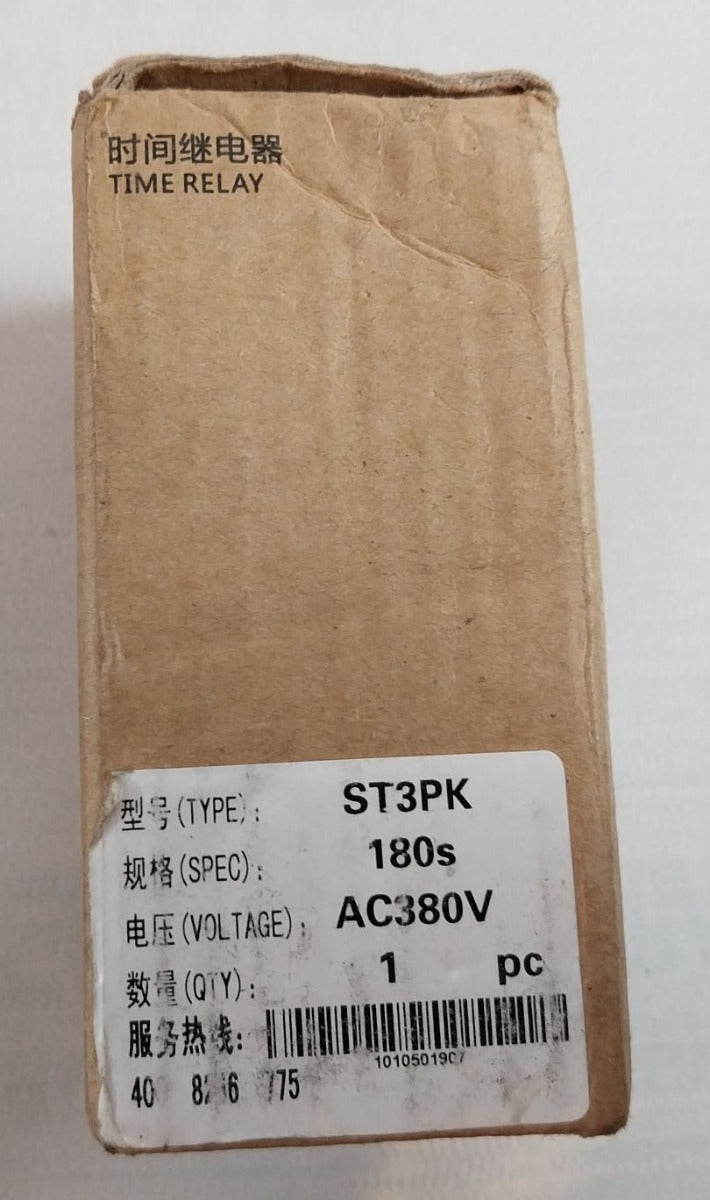 时间继电器
TIME RELAY
型号(TYPE): ST3PK
规格(SPEC): 180s
电压(VOLTAGE): AC380V
数量(QTY): 1 pc
服务热线:
1010501907